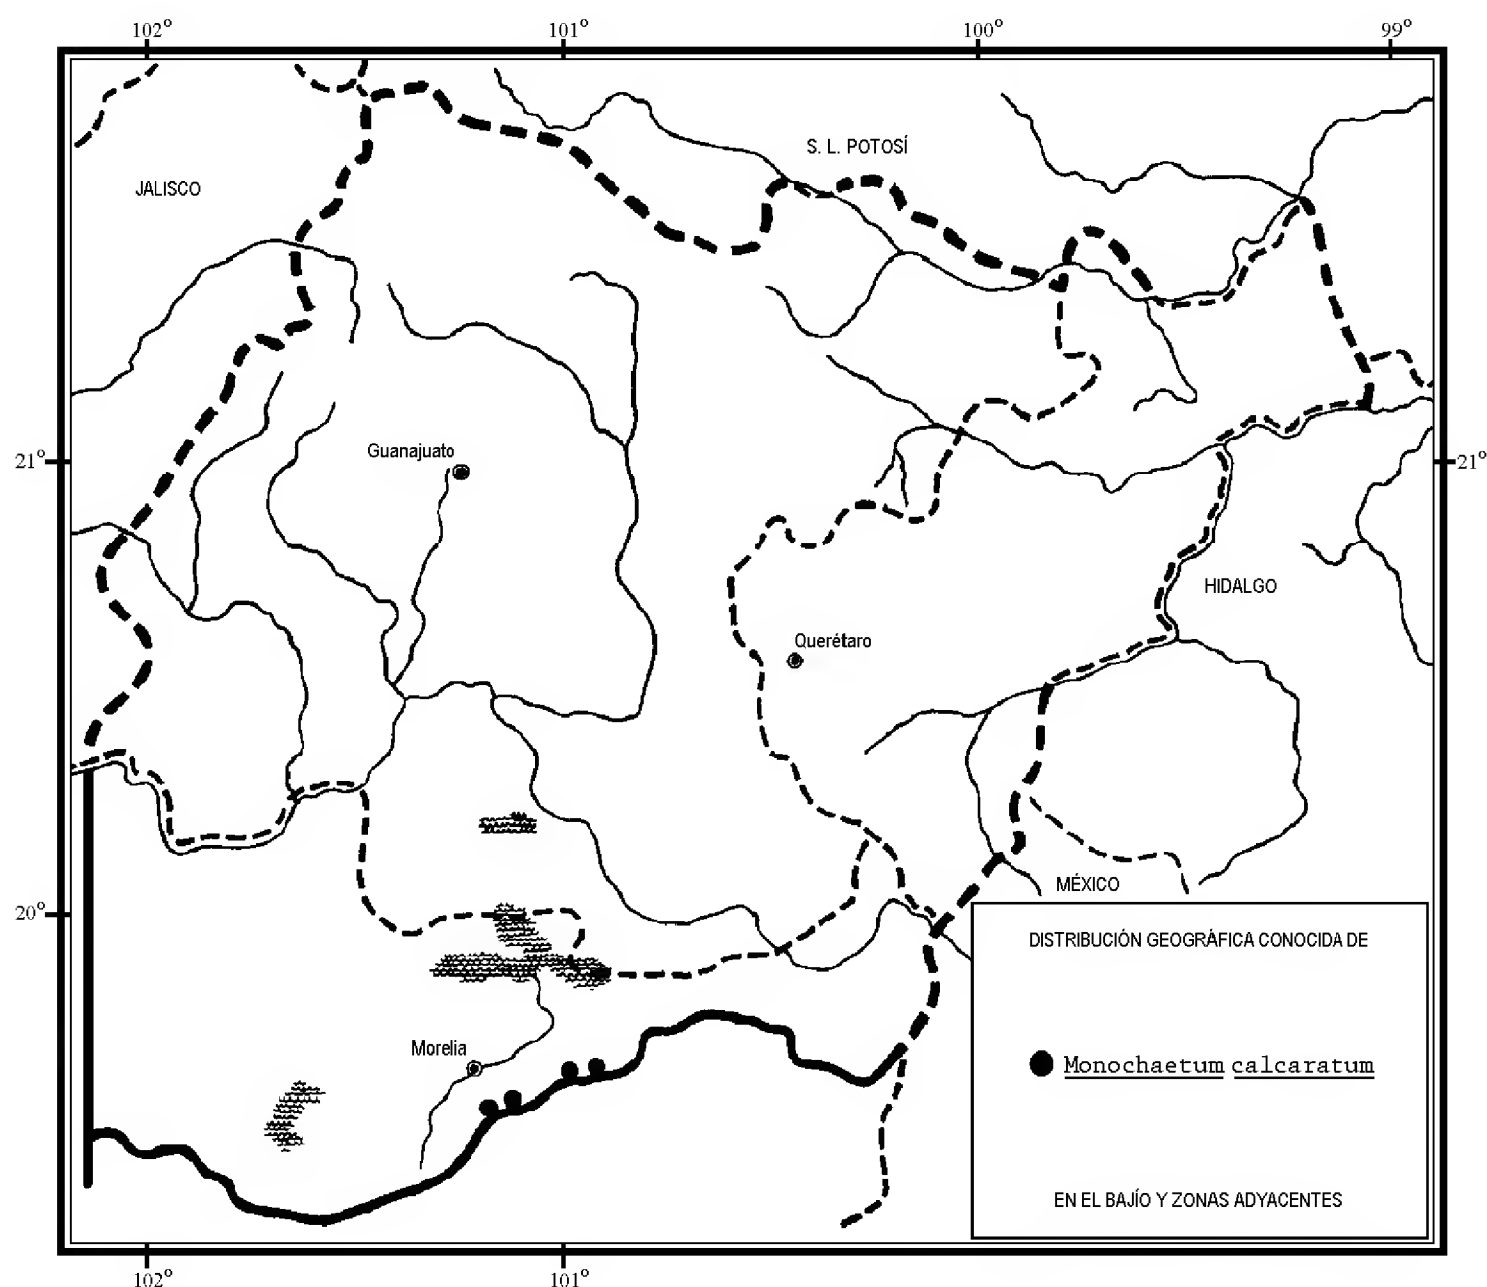 102° 101° 100° 99°
S. L. POTOSÍ
JALISCO
Guanajuato
21° 21°
HIDALGO
Querétaro
MÉXICO
20°
DISTRIBUCIÓN GEOGRÁFICA CONOCIDA DE
Morelia
Monochaetum calcaratum
EN EL BAJÍO Y ZONAS ADYACENTES
102° 101°